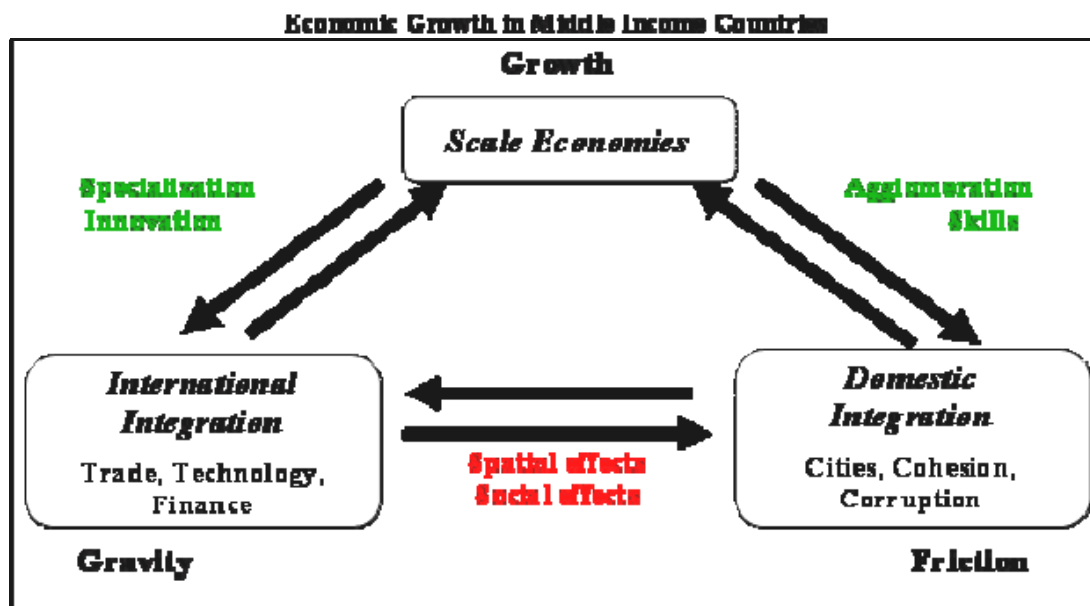 Economic Growth in Middle Income Countries
Growth
Scale Economies
Specialization
Innovation
Agglomeration
Skills
International
Integration
Trade, Technology,
Finance
Domestic
Integration
Cities, Cohesion,
Corruption
Spatial effects
Social effects
Gravity
Friction